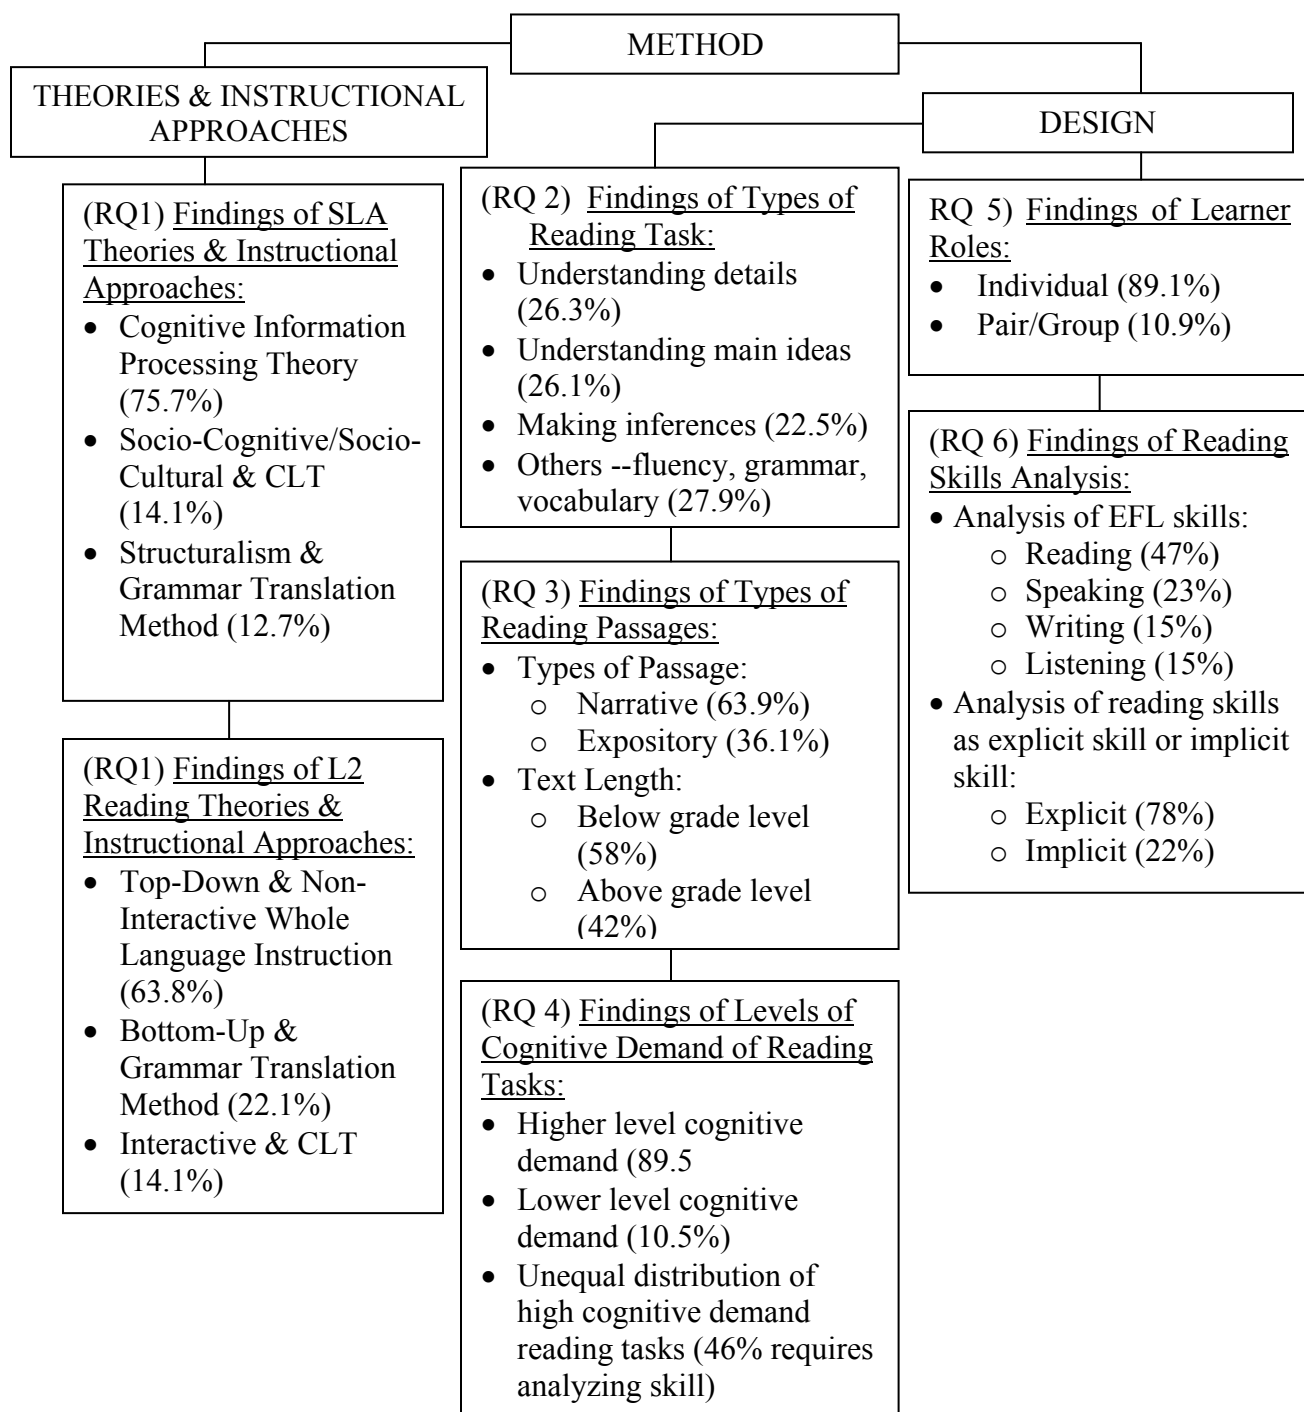 METHOD
THEORIES & INSTRUCTIONAL
APPROACHES
DESIGN
(RQ1) Findings of SLA
Theories & Instructional
Approaches:
• Cognitive Information
Processing Theory
(75.7%)
• Socio-Cognitive/Socio-
Cultural & CLT
(14.1%)
• Structuralism &
Grammar Translation
Method (12.7%)
(RQ1) Findings of L2
Reading Theories &
Instructional Approaches:
• Top-Down & Non-
Interactive Whole
Language Instruction
(63.8%)
• Bottom-Up &
Grammar Translation
Method (22.1%)
• Interactive & CLT
(14.1%)
(RQ 2) Findings of Types of
Reading Task:
• Understanding details
(26.3%)
• Understanding main ideas
(26.1%)
• Making inferences (22.5%)
• Others --fluency, grammar,
vocabulary (27.9%)
(RQ 3) Findings of Types of
Reading Passages:
• Types of Passage:
o Narrative (63.9%)
o Expository (36.1%)
• Text Length:
o Below grade level
(58%)
o Above grade level
(42%)
(RQ 4) Findings of Levels of
Cognitive Demand of Reading
Tasks:
• Higher level cognitive
demand (89.5
• Lower level cognitive
demand (10.5%)
• Unequal distribution of
high cognitive demand
reading tasks (46% requires
analyzing skill)
RQ 5) Findings of Learner
Roles:
• Individual (89.1%)
• Pair/Group (10.9%)
(RQ 6) Findings of Reading
Skills Analysis:
• Analysis of EFL skills:
o Reading (47%)
o Speaking (23%)
o Writing (15%)
o Listening (15%)
• Analysis of reading skills
as explicit skill or implicit
skill:
o Explicit (78%)
o Implicit (22%)